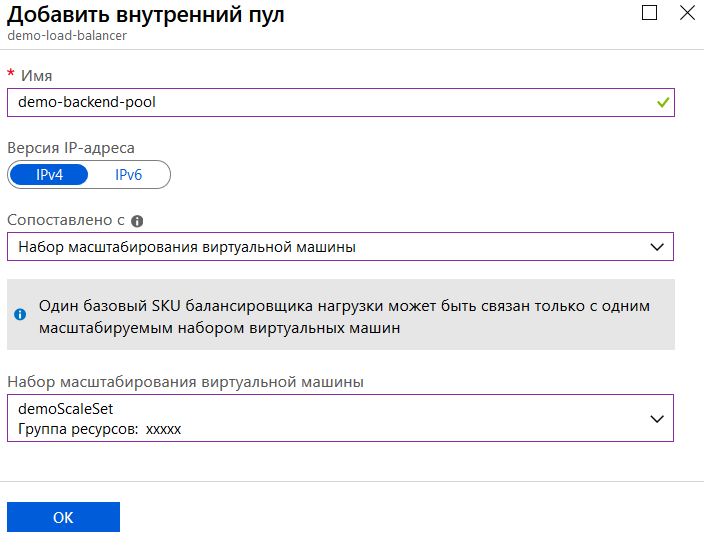 Добавить внутренний пул
demo-load-balancer
* Имя
demo-backend-pool
Версия IP-адреса
IPv4 IPv6
Сопоставлено с
Набор масштабирования виртуальной машины
Один базовый SKU балансировщика нагрузки может быть связан только с одним
масштабируемым набором виртуальных машин
Набор масштабирования виртуальной машины
demoScaleSet
Группа ресурсов: xxxxx
OK